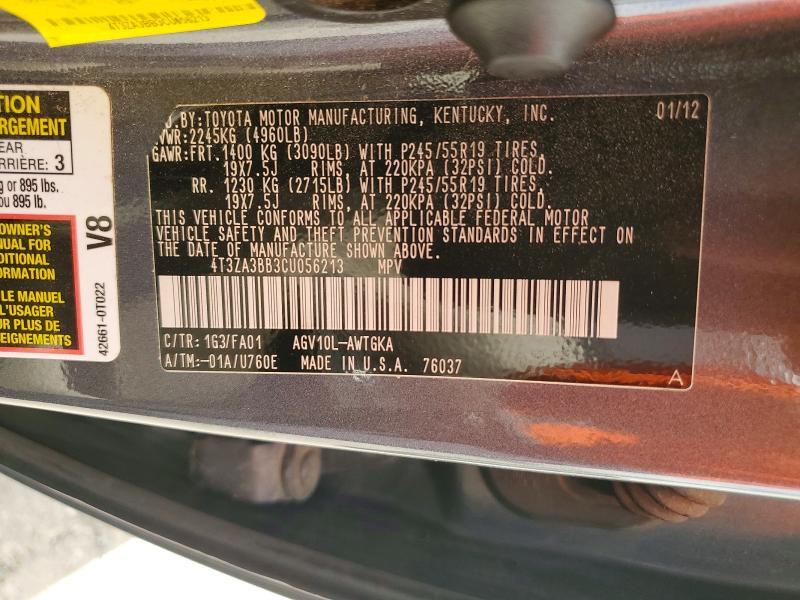 4T3ZA3BB3CU056213
TION
ARGEMENT
EAR
ARRIÈRE: 3
g or 895 lbs.
ou 895 lb.
OWNER'S
NUAL FOR
DITIONAL
ORMATION
LE MANUEL
L'USAGER
R PLUS DE
EIGNEMENTS
V8
42661-0T022
D BY: TOYOTA MOTOR MANUFACTURING, KENTUCKY, INC. 01/12
VWR: 2245KG (4960LB)
GAWR: FRT. 1400 KG (3090LB) WITH P245/55R19 TIRES,
19X7.5J RIMS, AT 220KPA (32PSI) COLD.
RR. 1230 KG (2715LB) WITH P245/55R19 TIRES,
19X7.5J RIMS, AT 220KPA (32PSI) COLD.
THIS VEHICLE CONFORMS TO ALL APPLICABLE FEDERAL MOTOR
VEHICLE SAFETY AND THEFT PREVENTION STANDARDS IN EFFECT ON
THE DATE OF MANUFACTURE SHOWN ABOVE.
4T3ZA3BB3CU056213 MPV
C/TR: 1G3/FA01 AGV10L-AWTGKA
A/TM: -01A/U760E MADE IN U.S.A. 76037
A